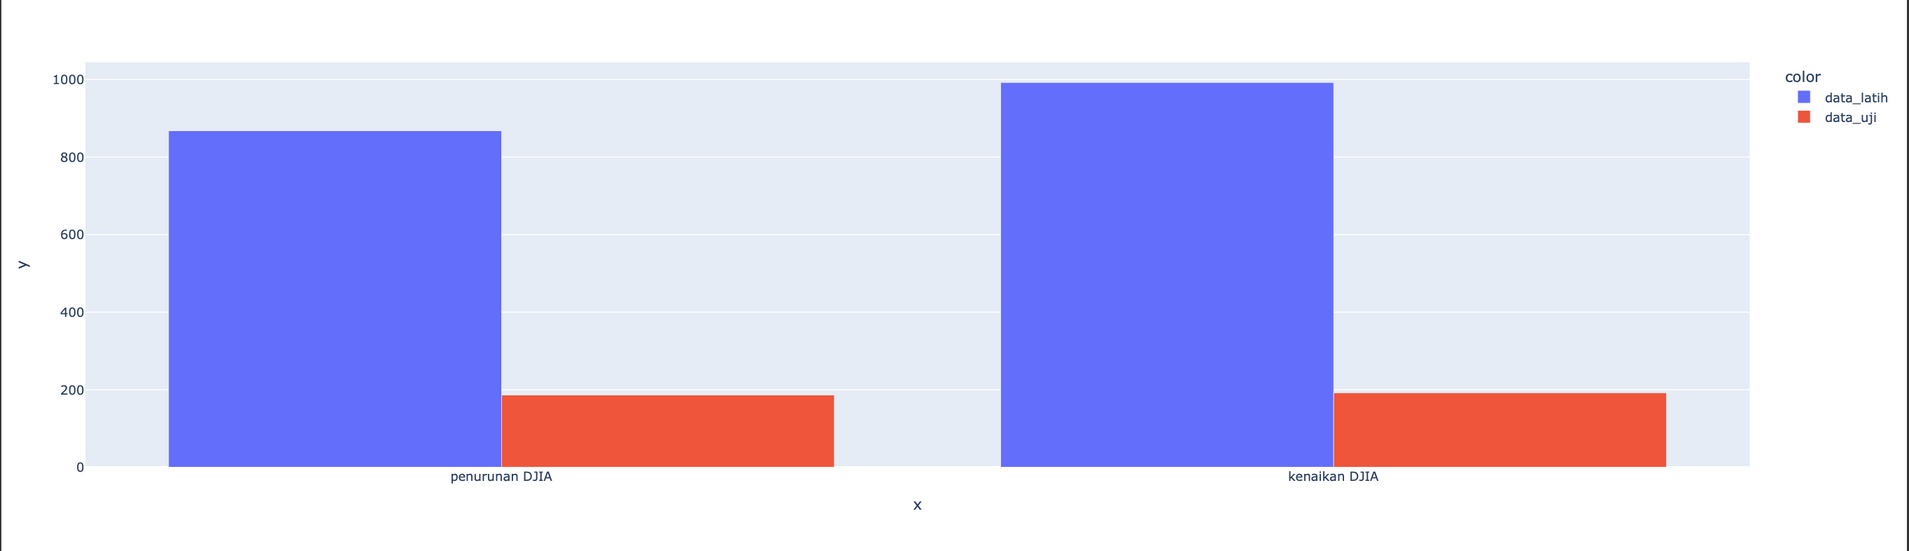 1000
800
600
400
200
0
y
penurunan DJIA
kenaikan DJIA
x
color
data_latih
data_uji